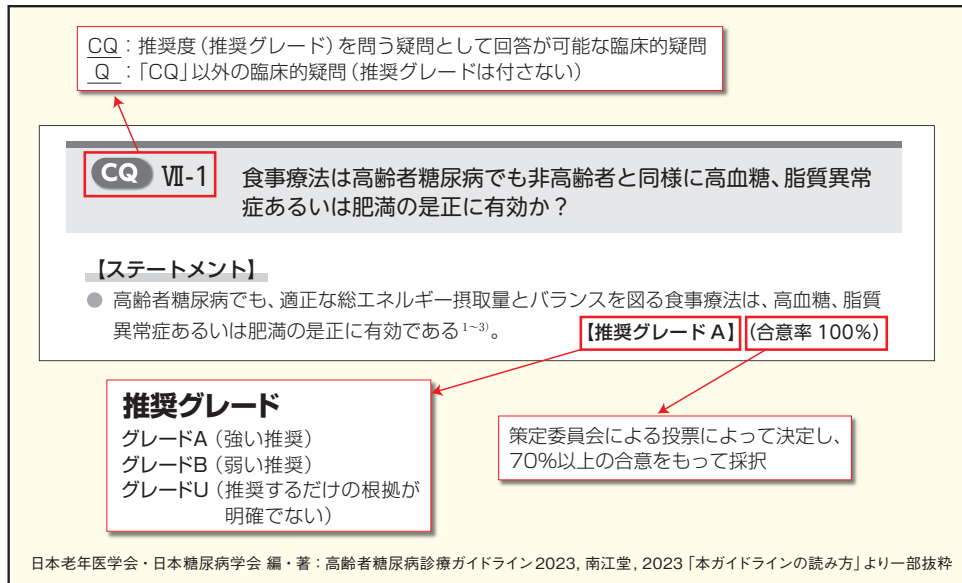 CQ：推奨度（推奨グレード）を問う疑問として回答が可能な臨床的疑問
Q：「CQ」以外の臨床的疑問（推奨グレードは付さない）
CQ Ⅶ-1 食事療法は高齢者糖尿病でも非高齢者と同様に高血糖、脂質異常
症あるいは肥満の是正に有効か？
【ステートメント】
● 高齢者糖尿病でも、適正な総エネルギー摂取量とバランスを図る食事療法は、高血糖、脂質
異常症あるいは肥満の是正に有効である1~3)。 【推奨グレード A】（合意率 100％）
推奨グレード
グレードA（強い推奨）
グレードB（弱い推奨）
グレードU（推奨するだけの根拠が
明確でない）
策定委員会による投票によって決定し、
70％以上の合意をもって採択
日本老年医学会・日本糖尿病学会 編・著：高齢者糖尿病診療ガイドライン2023, 南江堂, 2023「本ガイドラインの読み方」より一部抜粋